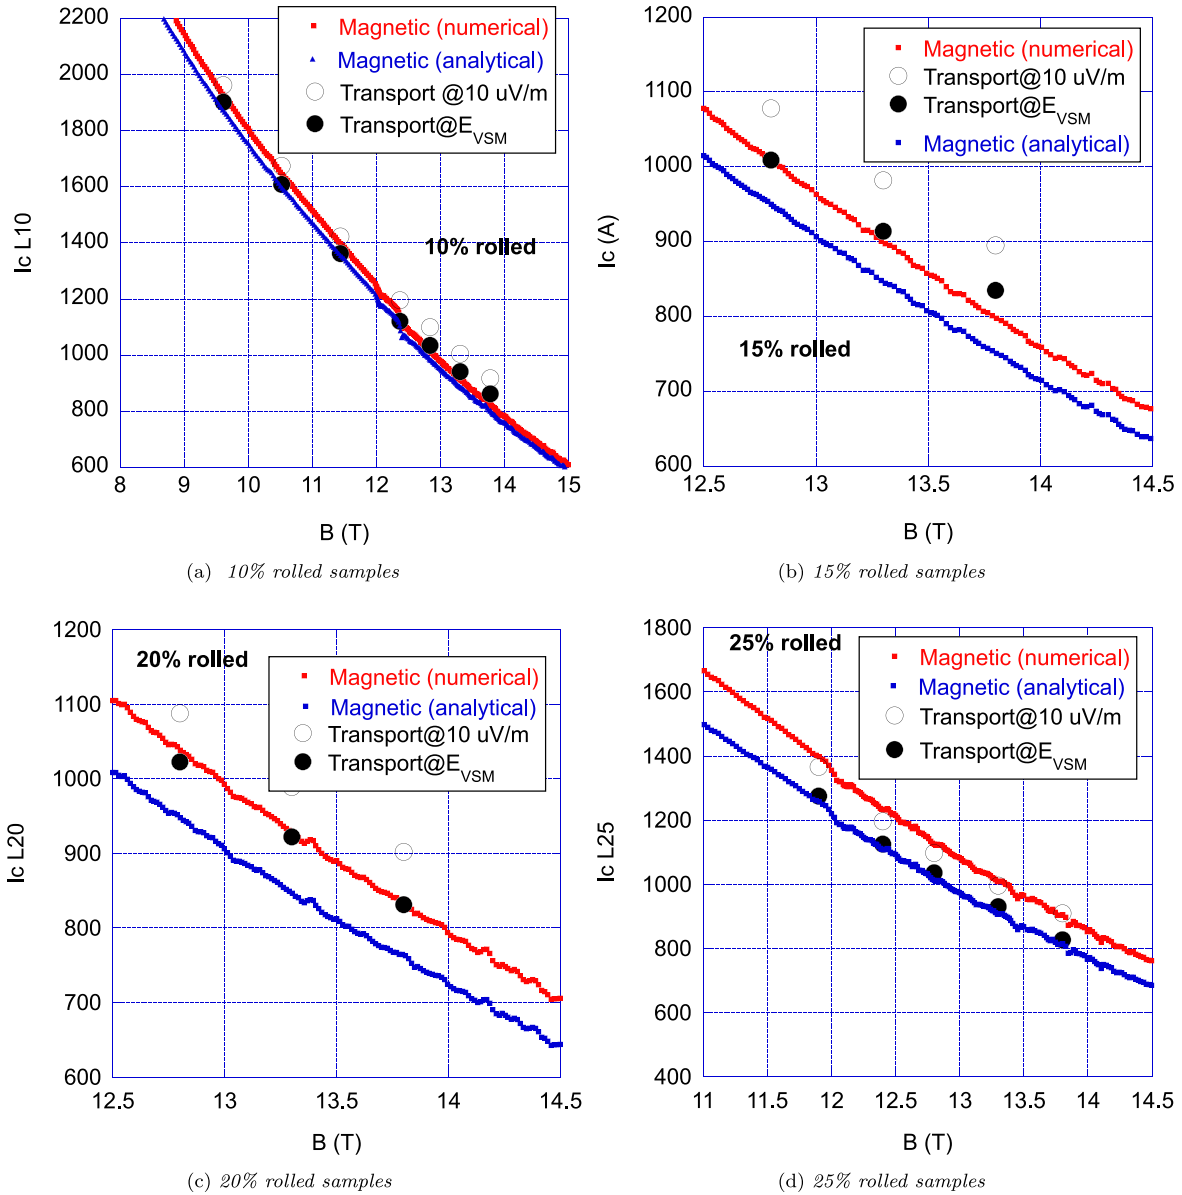 2200
2000
1800
1600
1400
1200
1000
800
600
Ic L10
Magnetic (numerical)
Magnetic (analytical)
Transport @10 uV/m
Transport@E_VSM
10% rolled
8 9 10 11 12 13 14 15
B (T)
(a) 10% rolled samples
1200
1100
1000
900
800
700
600
Ic (A)
Magnetic (numerical)
Transport@10 uV/m
Transport@E_VSM
Magnetic (analytical)
15% rolled
12.5 13 13.5 14 14.5
B (T)
(b) 15% rolled samples
1200
1100
1000
900
800
700
600
Ic L20
20% rolled
Magnetic (numerical)
Magnetic (analytical)
Transport@10 uV/m
Transport@E_VSM
12.5 13 13.5 14 14.5
B (T)
(c) 20% rolled samples
1800
1600
1400
1200
1000
800
600
400
Ic L25
25% rolled
Magnetic (numerical)
Magnetic (analytical)
Transport@10 uV/m
Transport@E_VSM
11 11.5 12 12.5 13 13.5 14 14.5
B (T)
(d) 25% rolled samples